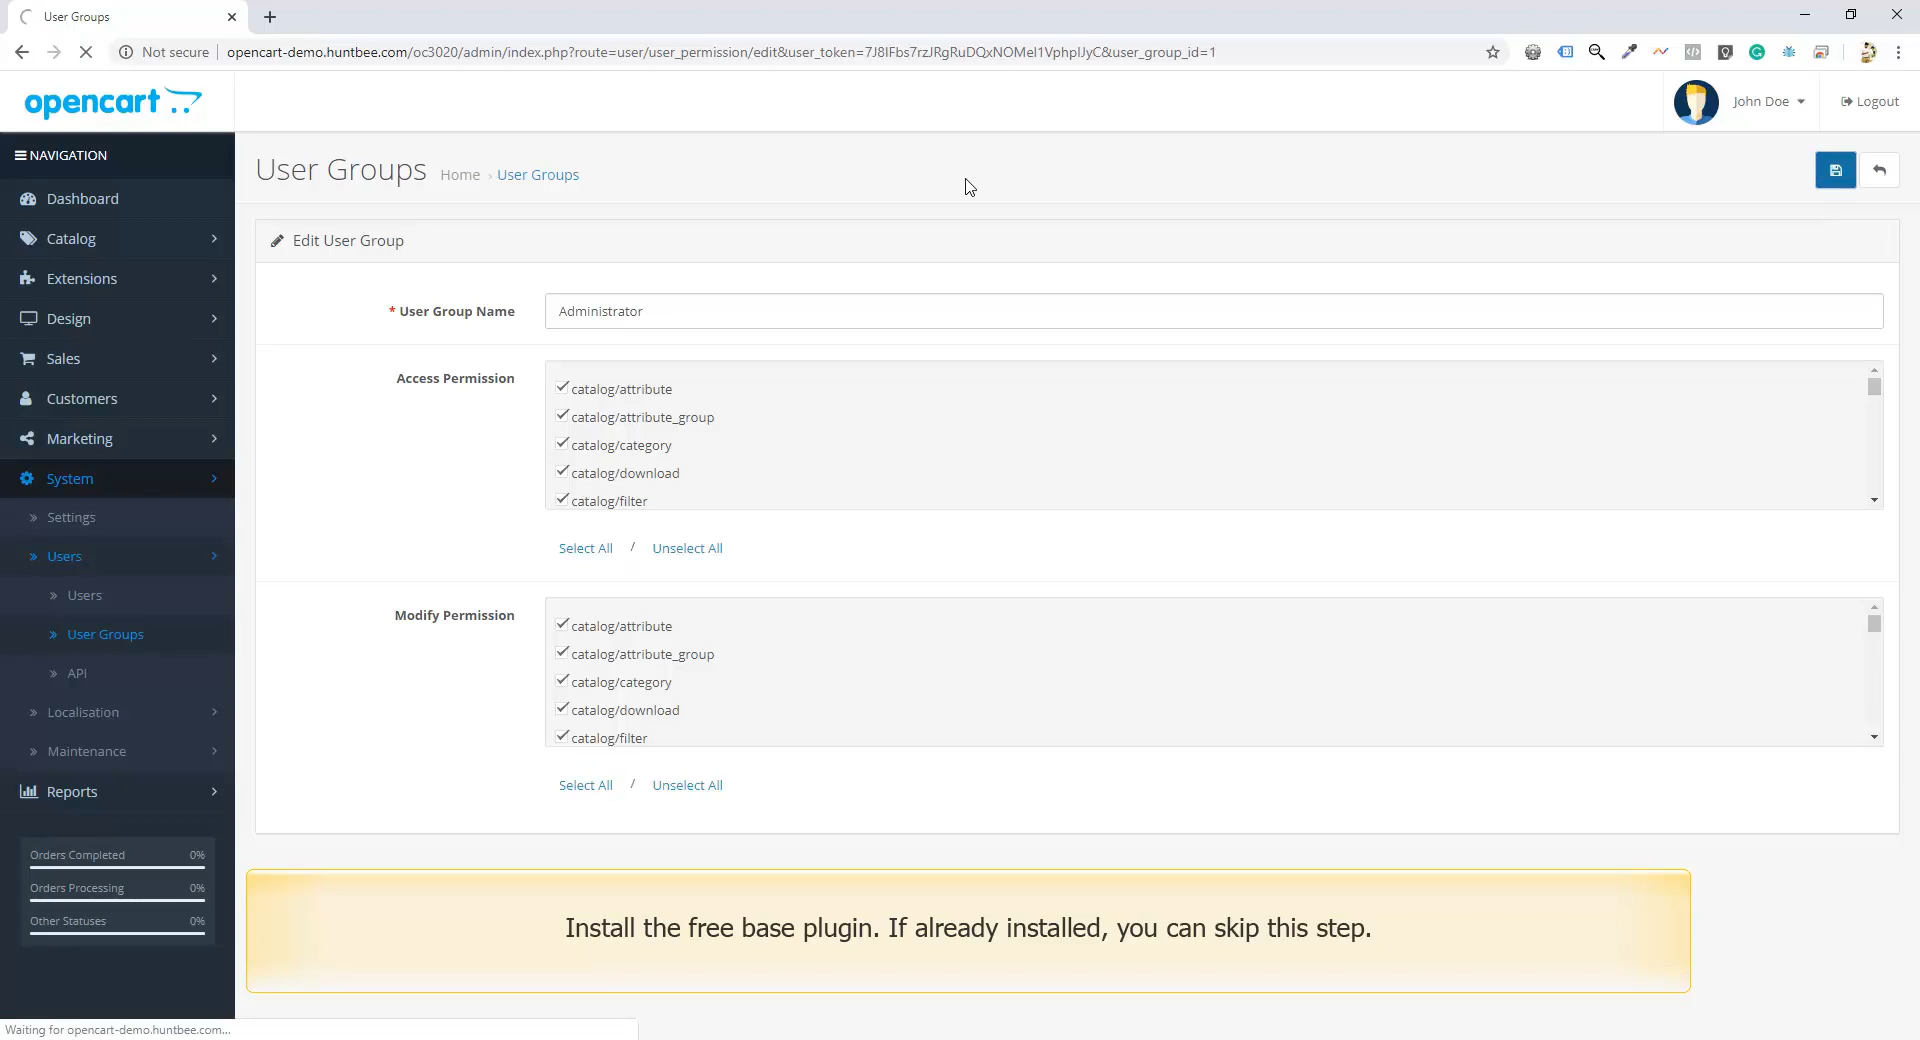 User Groups
Not secure
opencart-demo.huntbee.com/oc3020/admin/index.php?route=user/user_permission/edit&user_token=7J8IFbs7rzJRgRuDQxNOMel1VphpIJyC&user_group_id=1
opencart
John Doe
Logout
NAVIGATION
User Groups
Home
User Groups
Dashboard
Catalog
Extensions
Design
Sales
Customers
Marketing
System
Settings
Users
Users
User Groups
API
Localisation
Maintenance
Reports
Orders Completed 0%
Orders Processing 0%
Other Statuses 0%
Edit User Group
* User Group Name
Administrator
Access Permission
catalog/attribute
catalog/attribute_group
catalog/category
catalog/download
catalog/filter
Select All / Unselect All
Modify Permission
catalog/attribute
catalog/attribute_group
catalog/category
catalog/download
catalog/filter
Select All / Unselect All
Install the free base plugin. If already installed, you can skip this step.
Waiting for opencart-demo.huntbee.com...